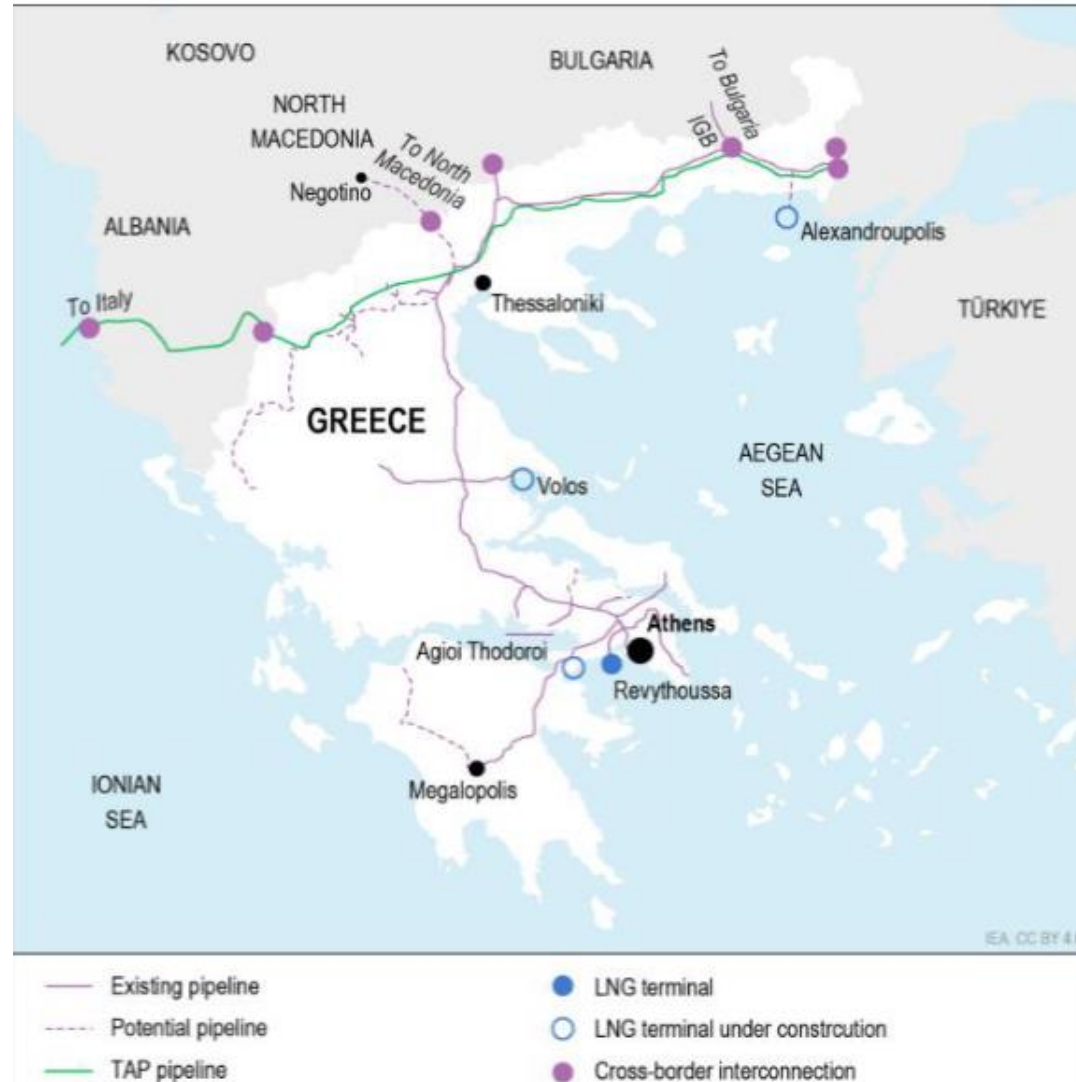 KOSOVO
BULGARIA
To Bulgaria
IGB
NORTH
MACEDONIA
To North
Macedonia
Negotino
ALBANIA
Alexandroupolis
Thessaloniki
To Italy
TÜRKIYE
GREECE
AEGEAN
SEA
Volos
Athens
Agioi Thodoroi
Revythoussa
Megalopolis
IONIAN
SEA
IEA. CC BY 4.
Existing pipeline
LNG terminal
Potential pipeline
LNG terminal under constrcution
TAP pipeline
Cross-border interconnection